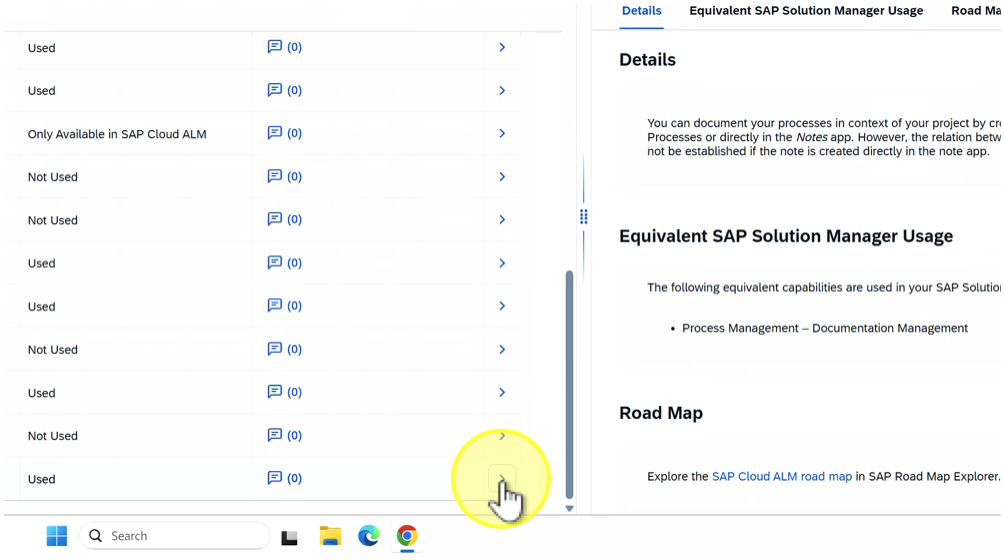 Details Equivalent SAP Solution Manager Usage Road Ma
Used (0)
Used (0)
Only Available in SAP Cloud ALM (0)
Not Used (0)
Not Used (0)
Used (0)
Used (0)
Not Used (0)
Used (0)
Not Used (0)
Used (0)
Details
You can document your processes in context of your project by cr
Processes or directly in the Notes app. However, the relation betw
not be established if the note is created directly in the note app.
Equivalent SAP Solution Manager Usage
The following equivalent capabilities are used in your SAP Solutio
• Process Management – Documentation Management
Road Map
Explore the SAP Cloud ALM road map in SAP Road Map Explorer.
Search